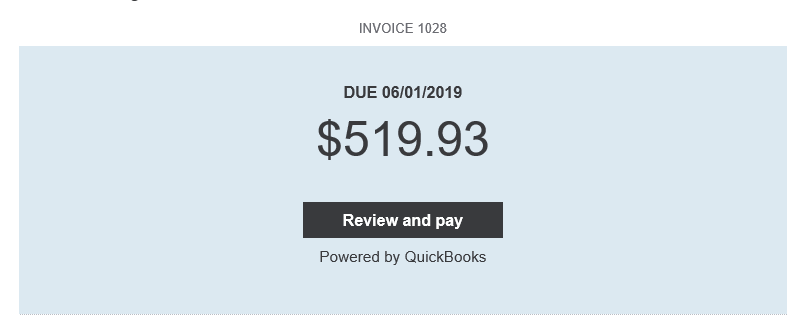 INVOICE 1028
DUE 06/01/2019
$519.93
Review and pay
Powered by QuickBooks